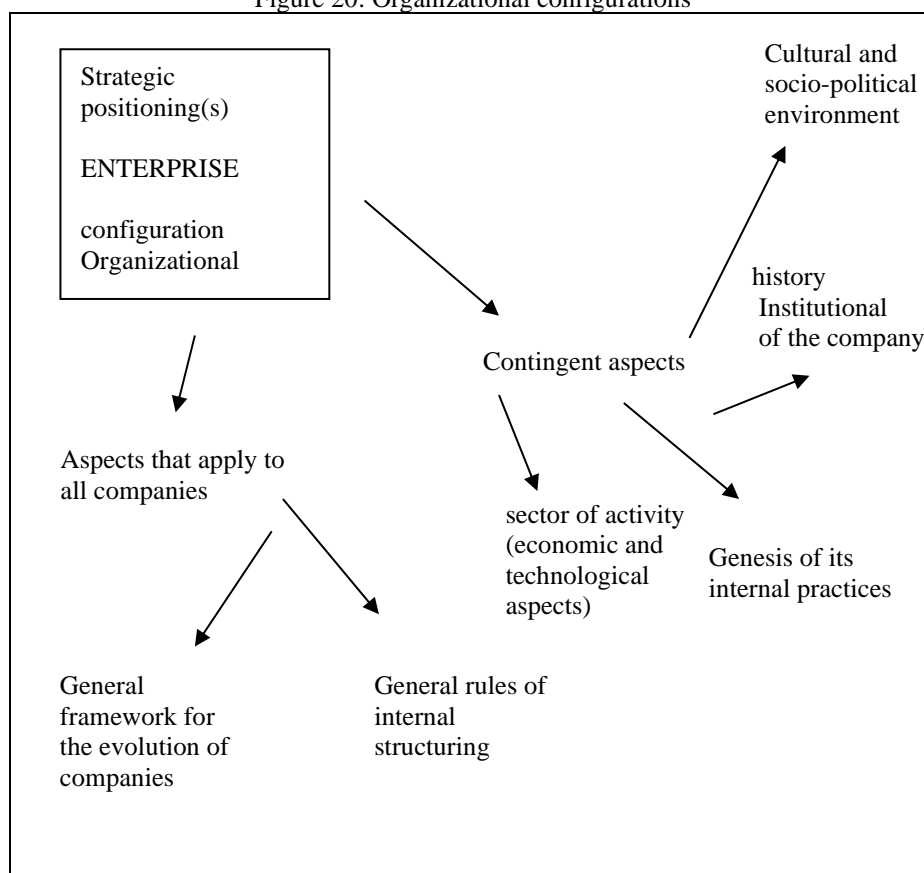 Figure 20: Organizational configurations
Strategic
positioning(s)
ENTERPRISE
configuration
Organizational
Cultural and
socio-political
environment
history
Institutional
of the company
Contingent aspects
Aspects that apply to
all companies
sector of activity
(economic and
technological
aspects)
Genesis of its
internal practices
General
framework for
the evolution of
companies
General rules of
internal
structuring